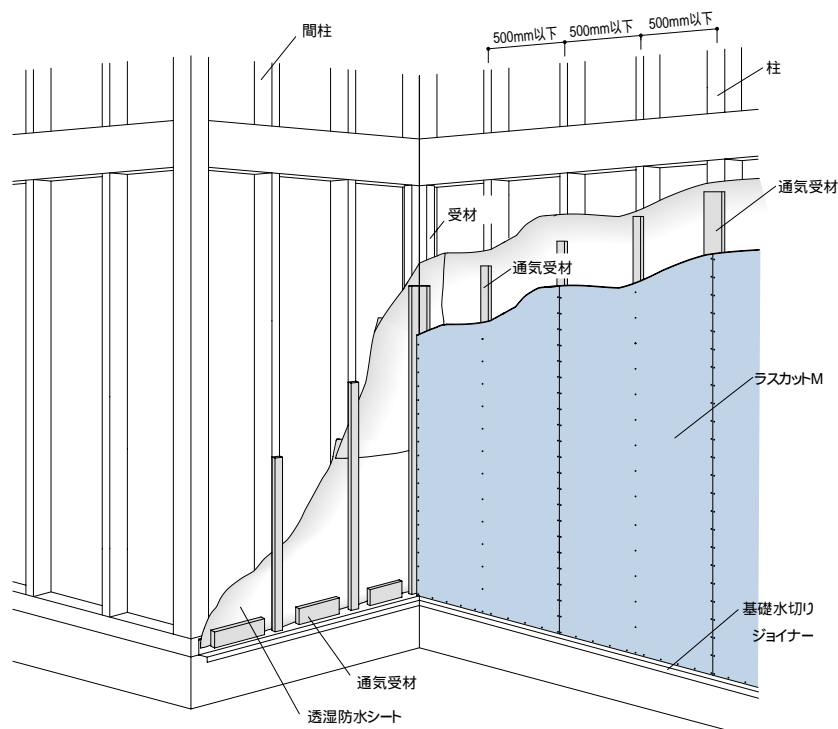 間柱
500mm以下
500mm以下
500mm以下
柱
通気受材
受材
通気受材
ラスカットM
基礎水切り
ジョイナー
通気受材
透湿防水シート